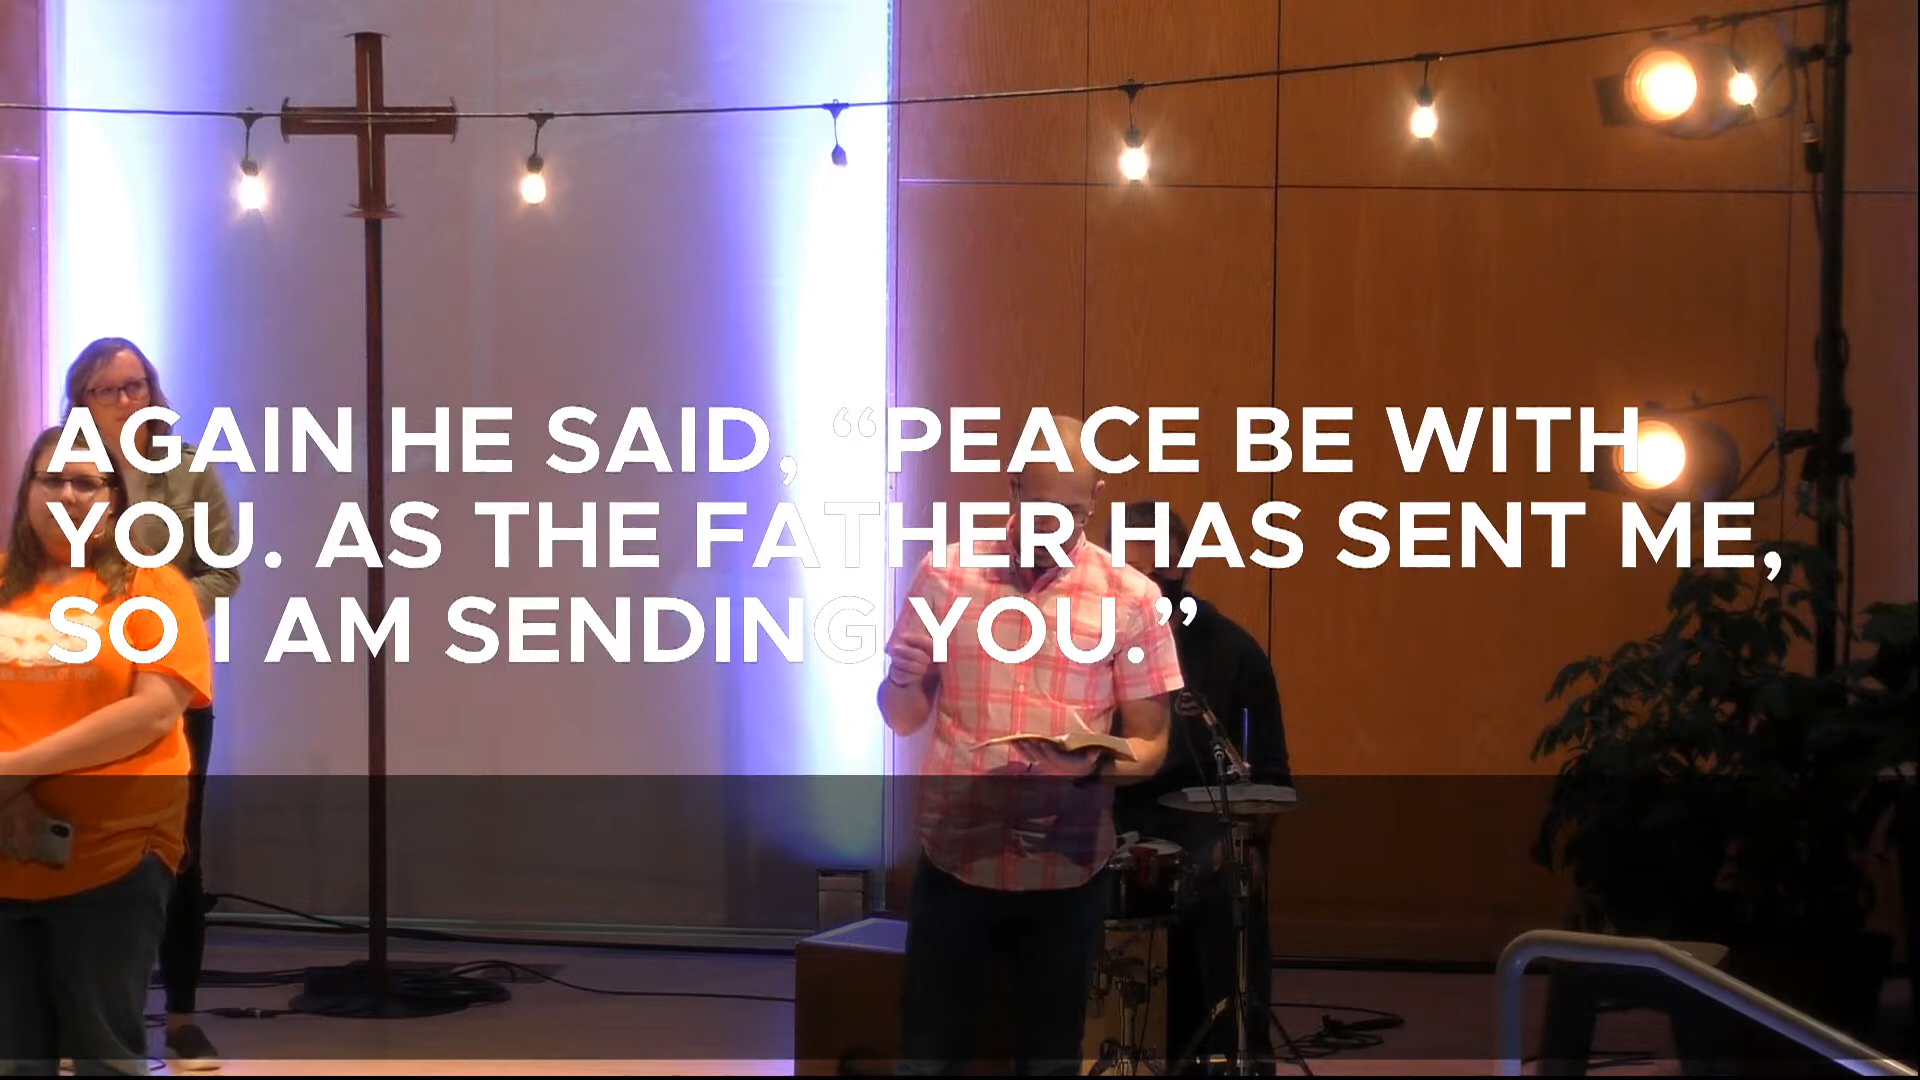 AGAIN HE SAID, “PEACE BE WITH
YOU. AS THE FATHER HAS SENT ME,
SO I AM SENDING YOU.”